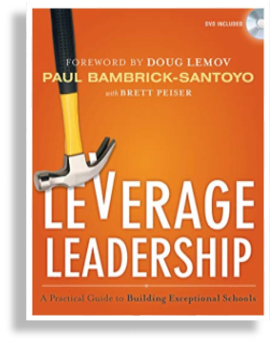 DVD INCLUDED
FOREWORD BY DOUG LEMOV
PAUL BAMBRICK-SANTOYO
with BRETT PEISER
LEVERAGE
LEADERSHIP
A Practical Guide to Building Exceptional Schools